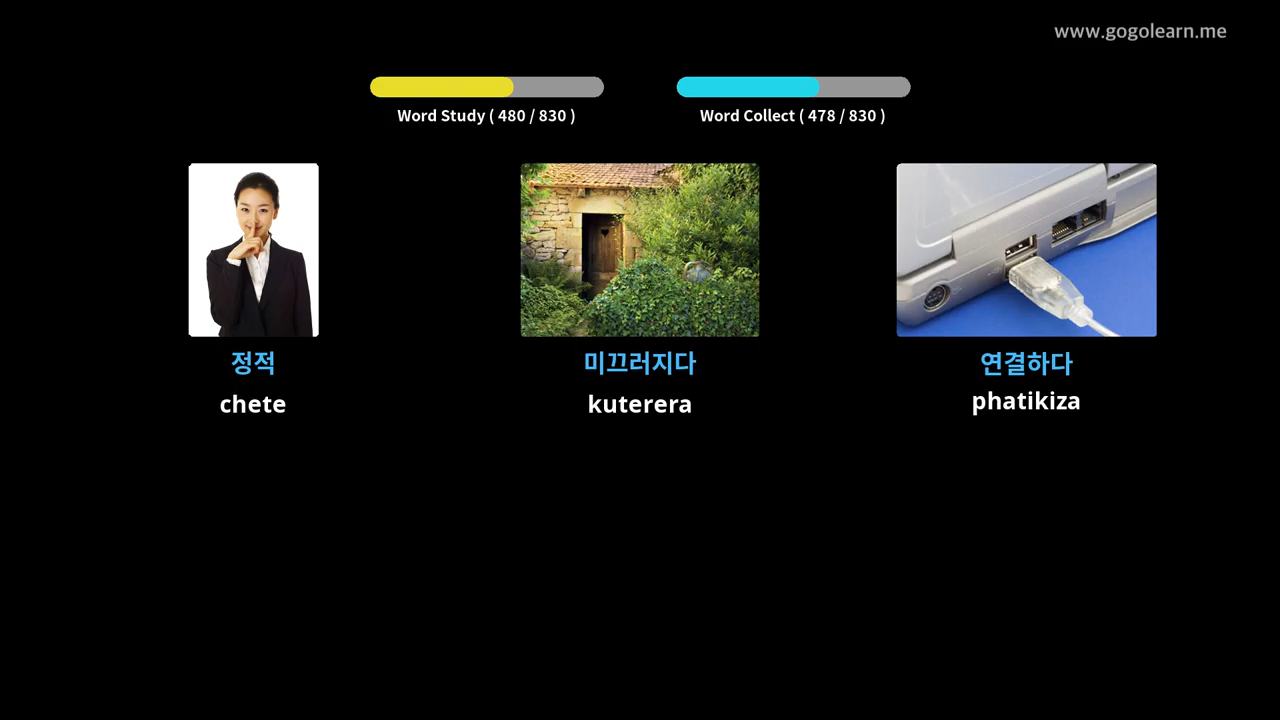 www.gogolearn.me
Word Study ( 480 / 830 )
Word Collect ( 478 / 830 )
정적
chete
미끄러지다
kuterera
연결하다
phatikiza